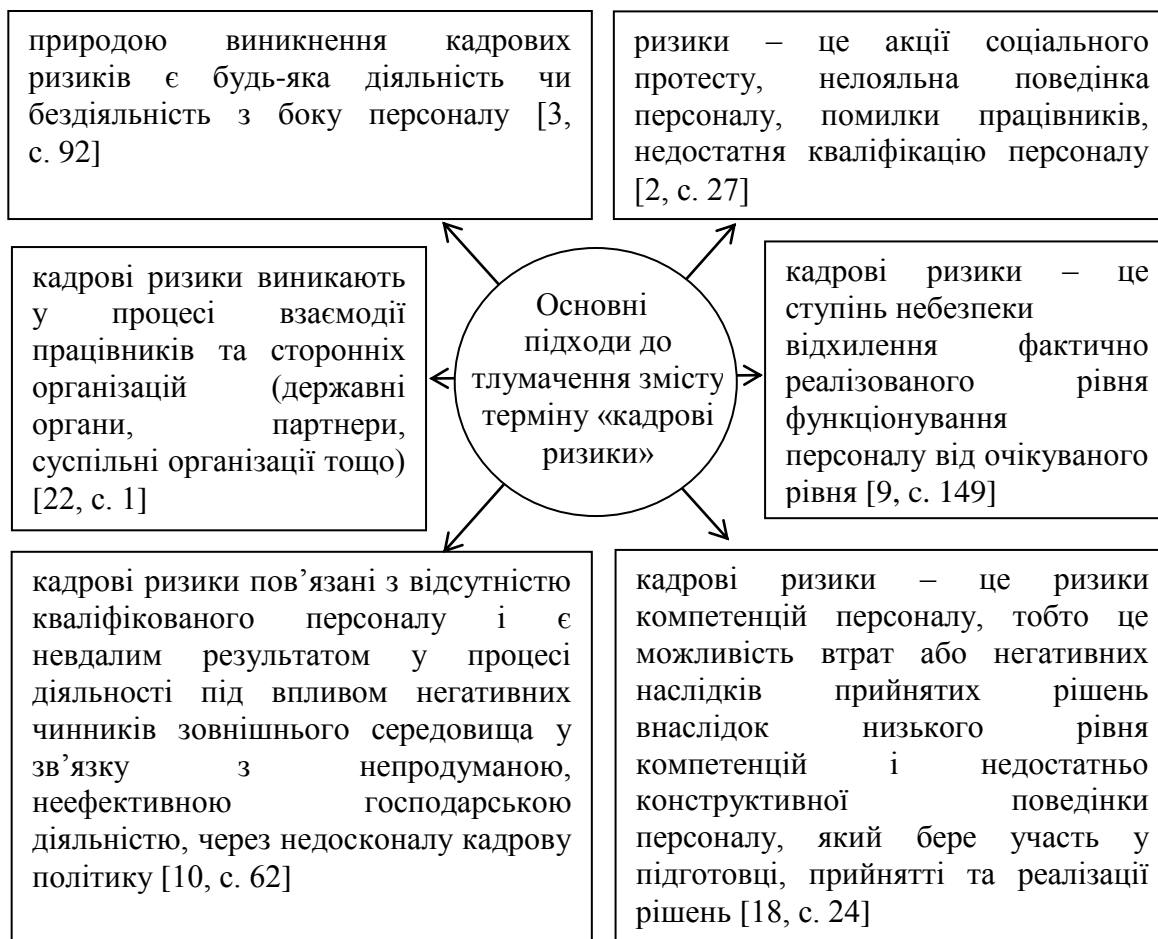 природою виникнення кадрових
ризиків є будь-яка діяльність чи
бездіяльність з боку персоналу [3,
с. 92]
ризики – це акції соціального
протесту, нелояльна поведінка
персоналу, помилки працівників,
недостатня кваліфікацію персоналу
[2, с. 27]
кадрові ризики виникають
у процесі взаємодії
працівників та сторонніх
організацій (державні
органи, партнери,
суспільні організації тощо)
[22, с. 1]
Основні
підходи до
тлумачення змісту
терміну «кадрові
ризики»
кадрові ризики – це
ступінь небезпеки
відхилення фактично
реалізованого рівня
функціонування
персоналу від очікуваного
рівня [9, с. 149]
кадрові ризики пов’язані з відсутністю
кваліфікованого персоналу і є
невдалим результатом у процесі
діяльності під впливом негативних
чинників зовнішнього середовища у
зв’язку з непродуманою,
неефективною господарською
діяльністю, через недосконалу кадрову
політику [10, с. 62]
кадрові ризики – це ризики
компетенцій персоналу, тобто це
можливість втрат або негативних
наслідків прийнятих рішень
внаслідок низького рівня
компетенцій і недостатньо
конструктивної поведінки
персоналу, який бере участь у
підготовці, прийнятті та реалізації
рішень [18, с. 24]